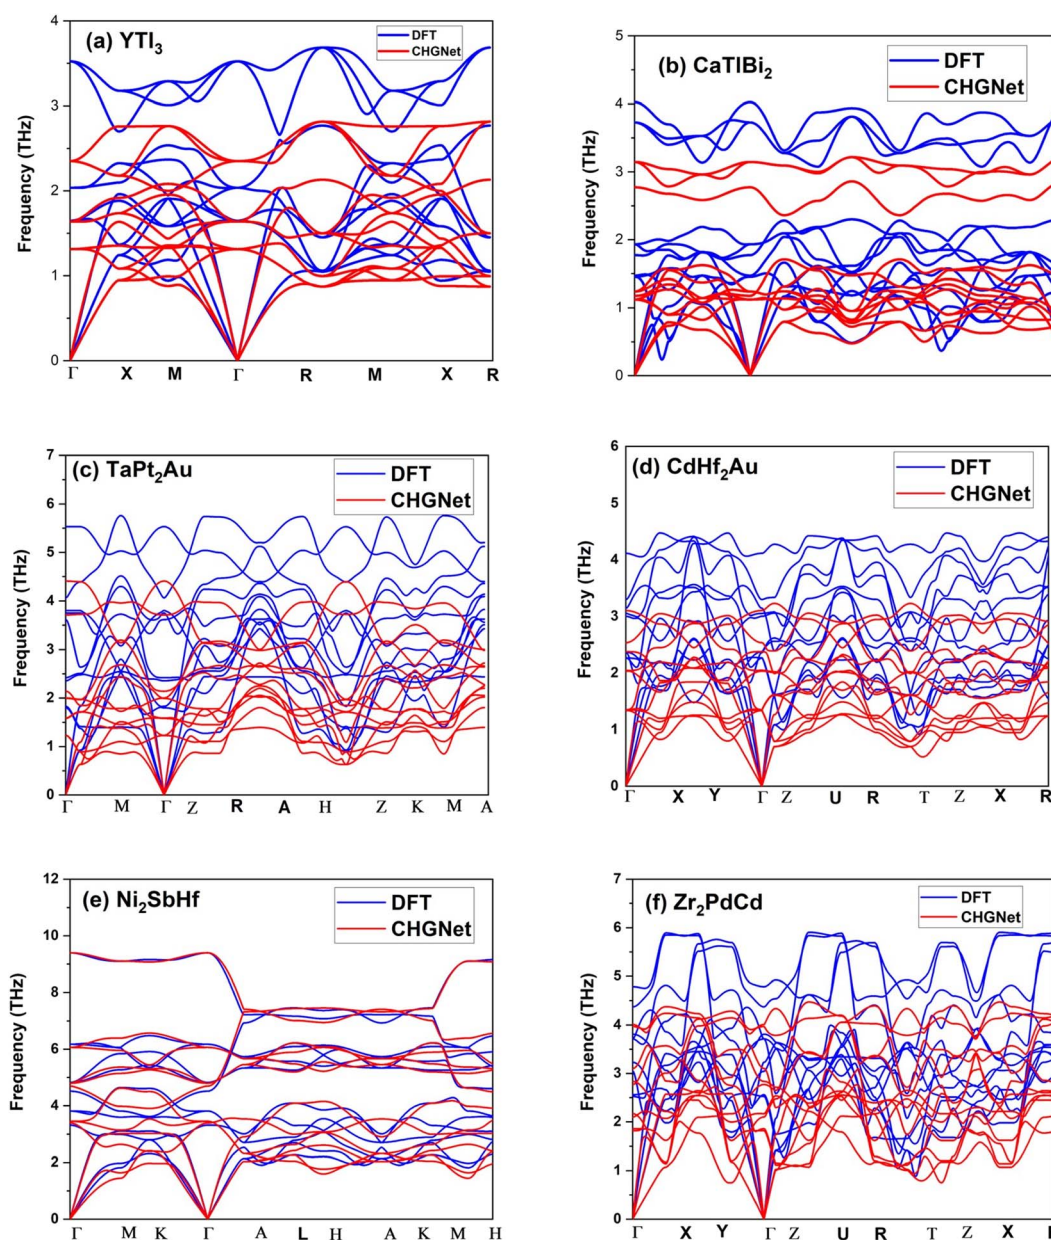 (a) YTl₃
DFT
CHGNet
Frequency (THz)
4
3
2
1
0
Γ X M Γ R M X R
(b) CaTlBi₂
DFT
CHGNet
Frequency (THz)
5
4
3
2
1
0
(c) TaPt₂Au
DFT
CHGNet
Frequency (THz)
7
6
5
4
3
2
1
0
Γ M Γ Z R A H Z K M A
(d) CdHf₂Au
DFT
CHGNet
Frequency (THz)
6
5
4
3
2
1
0
Γ X Y Γ Z U R T Z X R
(e) Ni₂SbHf
DFT
CHGNet
Frequency (THz)
12
10
8
6
4
2
0
Γ M K Γ A L H A K M H
(f) Zr₂PdCd
DFT
CHGNet
Frequency (THz)
7
6
5
4
3
2
1
0
Γ X Y Γ Z U R T Z X